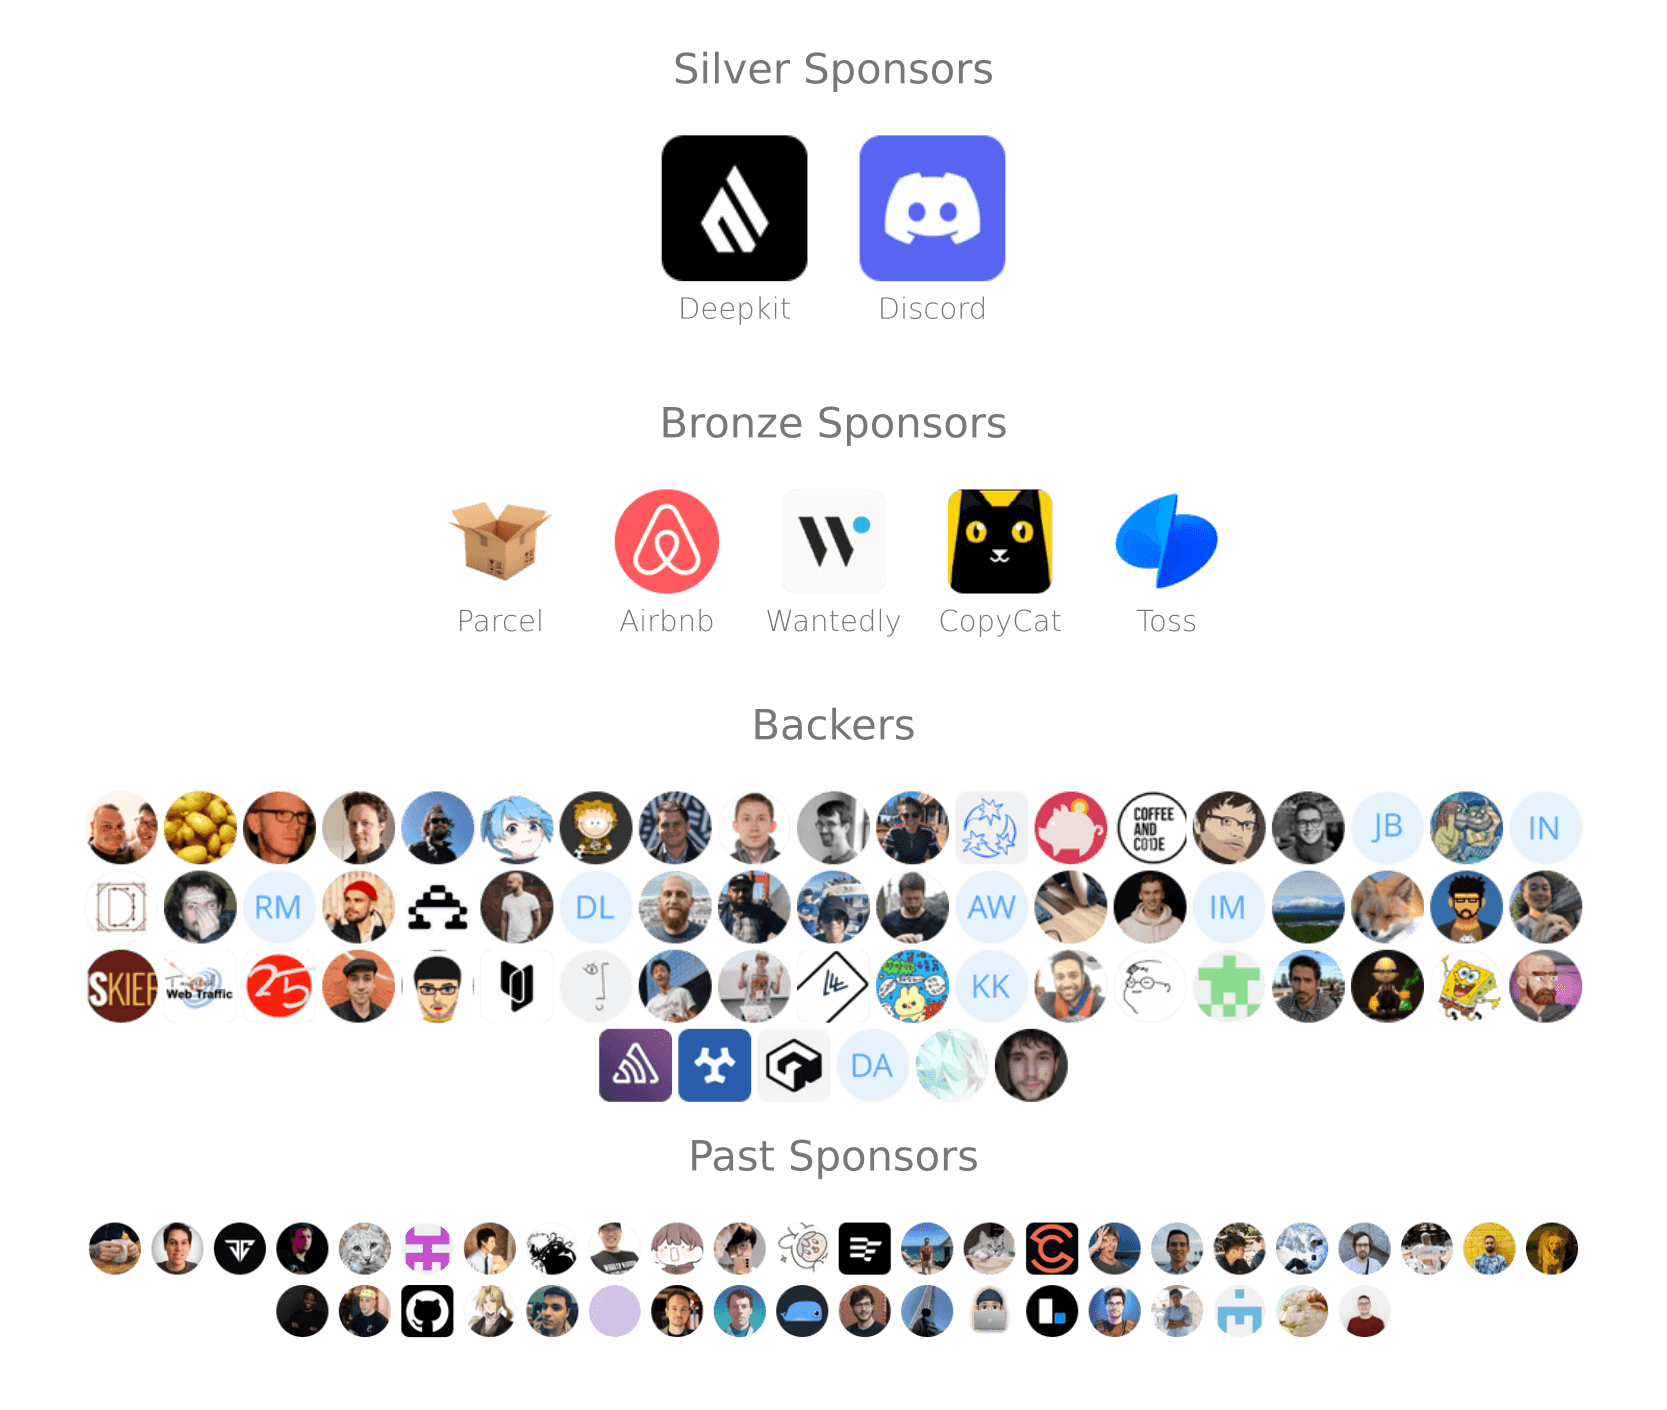 Silver Sponsors
Deepkit
Discord
Bronze Sponsors
Parcel
Airbnb
Wantedly
CopyCat
Toss
Backers
COFFEE
AND
CODE
JB
IN
RM
DL
AW
IM
SKIEF
Web Traffic
25
KK
DA
Past Sponsors